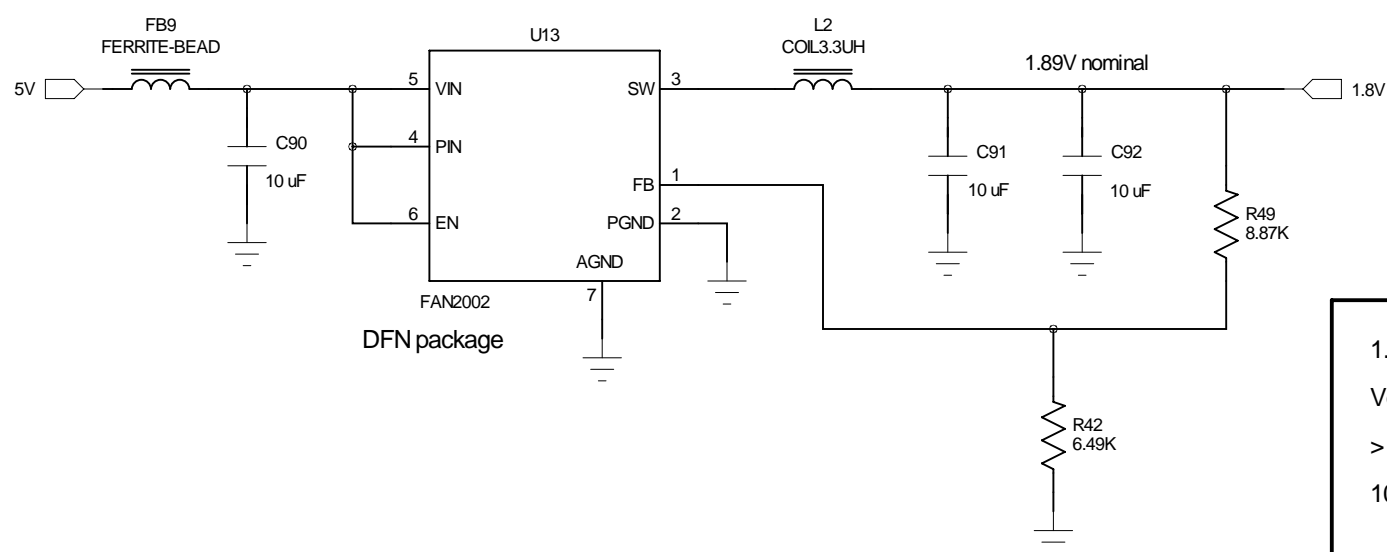 FB9
FERRITE-BEAD
5V
C90
10 uF
U13
5
VIN
4
PIN
6
EN
SW
3
FB
1
PGND
2
AGND
7
FAN2002
DFN package
L2
COIL3.3UH
1.89V nominal
1.8V
C91
10 uF
C92
10 uF
R49
8.87K
R42
6.49K
1.
>
10